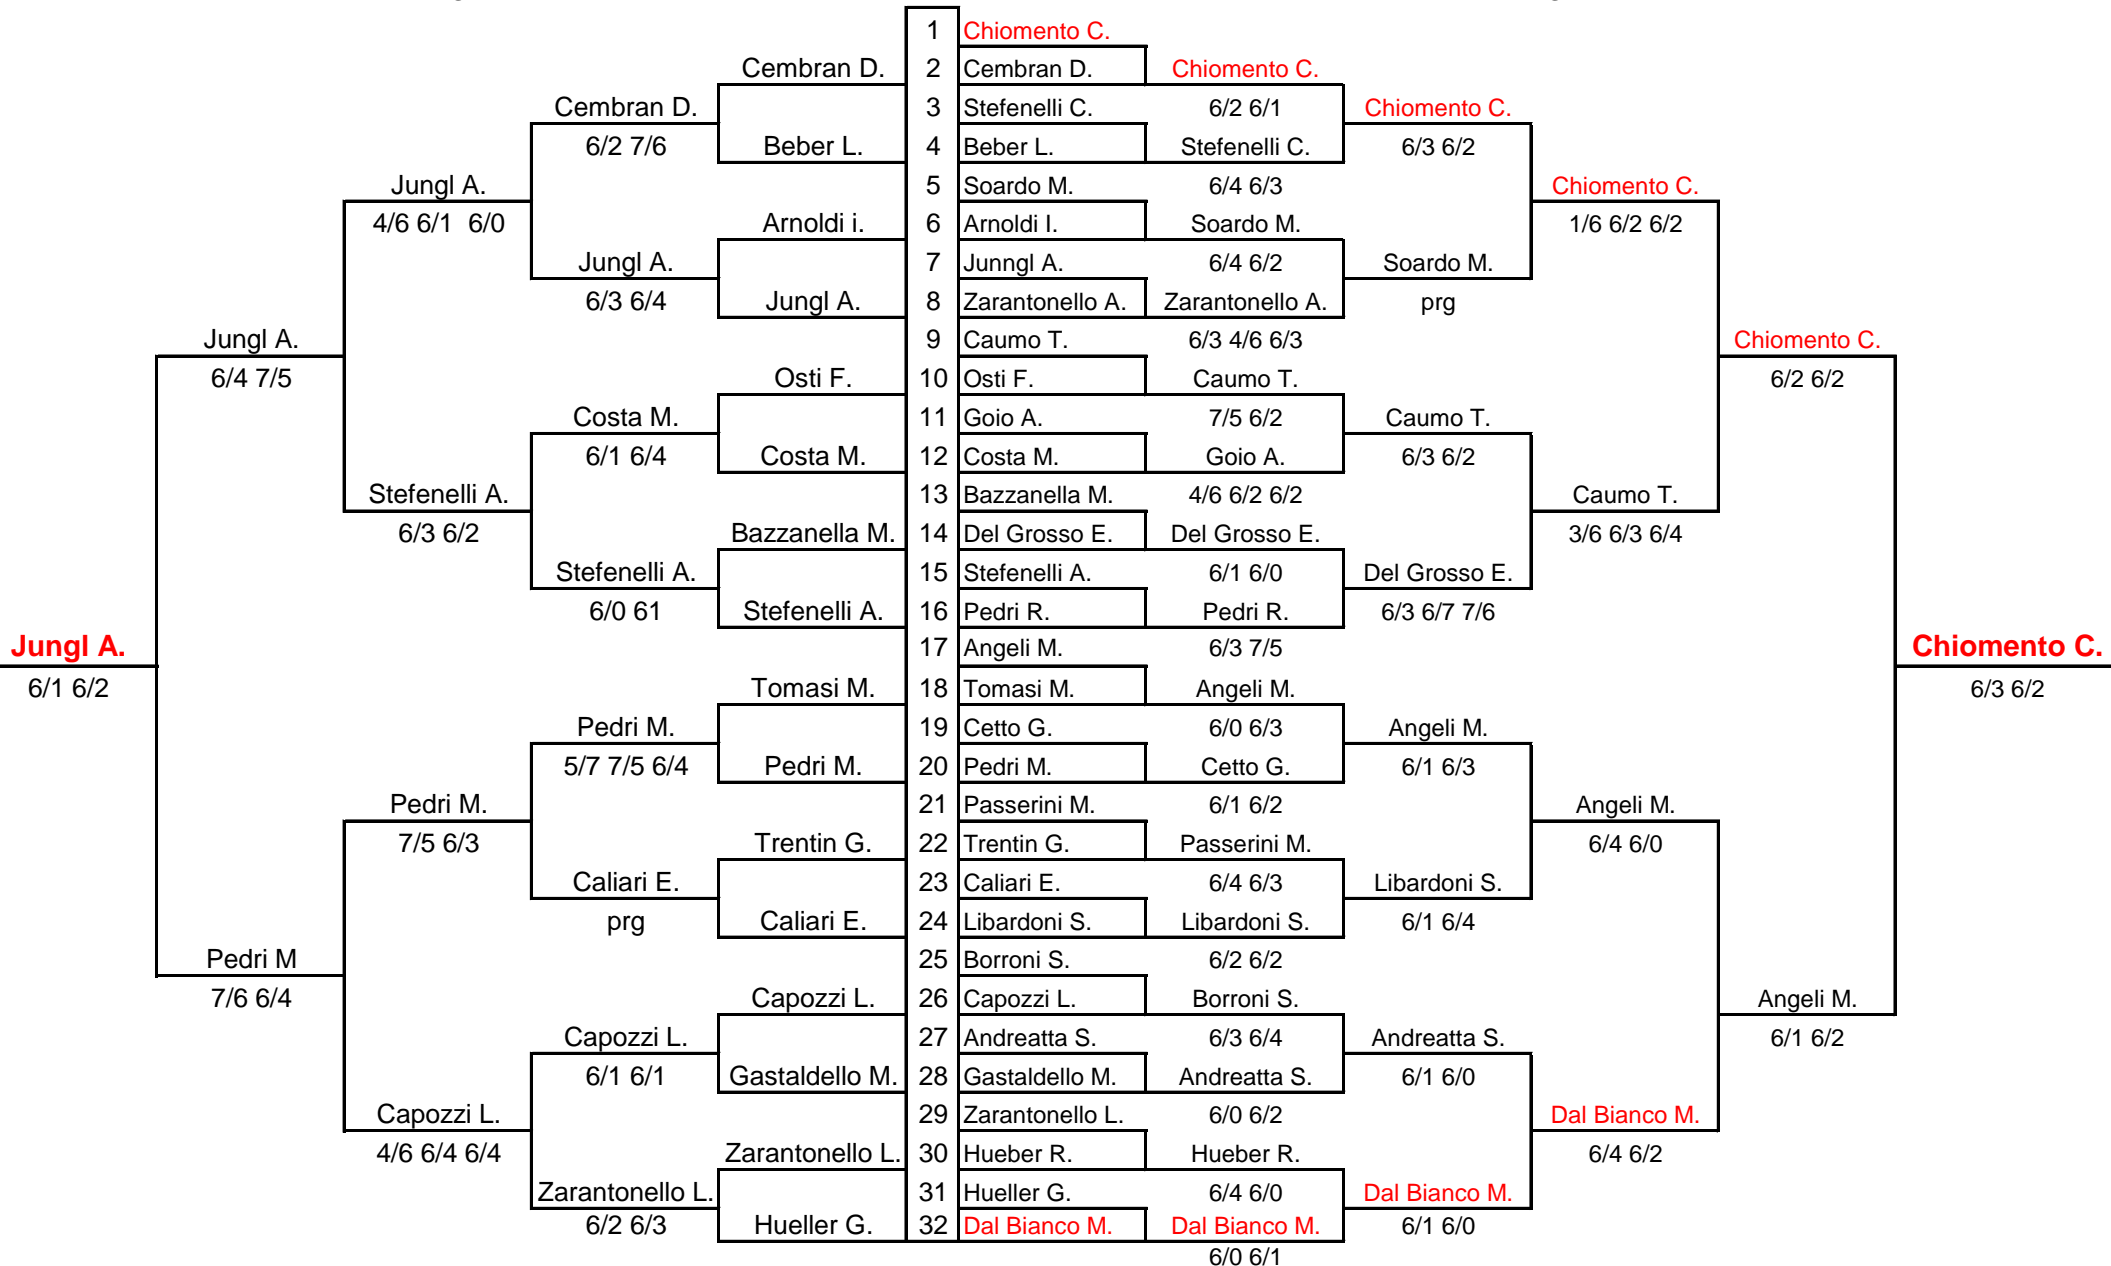 1 Chiomento C.
Cembran D. 2 Cembran D. Chiomento C.
Cembran D. 3 Stefenelli C. 6/2 6/1 Chiomento C.
6/2 7/6 Beber L. 4 Beber L. Stefenelli C. 6/3 6/2
Jungl A. 5 Soardo M. 6/4 6/3 Chiomento C.
4/6 6/1 6/0 Arnoldi i. 6 Arnoldi I. Soardo M. 1/6 6/2 6/2
Jungl A. 7 Junngl A. 6/4 6/2 Soardo M.
6/3 6/4 Jungl A. 8 Zarantonello A. Zarantonello A. prg
Jungl A. 9 Caumo T. 6/3 4/6 6/3 Chiomento C.
6/4 7/5 Osti F. 10 Osti F. Caumo T. 6/2 6/2
Costa M. 11 Goio A. 7/5 6/2 Caumo T.
6/1 6/4 Costa M. 12 Costa M. Goio A. 6/3 6/2
Stefenelli A. 13 Bazzanella M. 4/6 6/2 6/2 Caumo T.
6/3 6/2 Bazzanella M. 14 Del Grosso E. Del Grosso E. 3/6 6/3 6/4
Stefenelli A. 15 Stefenelli A. 6/1 6/0 Del Grosso E.
6/0 61 Stefenelli A. 16 Pedri R. Pedri R. 6/3 6/7 7/6
Jungl A. 17 Angeli M. 6/3 7/5 Chiomento C.
6/1 6/2 Tomasi M. 18 Tomasi M. Angeli M. 6/3 6/2
Pedri M. 19 Cetto G. 6/0 6/3 Angeli M.
5/7 7/5 6/4 Pedri M. 20 Pedri M. Cetto G. 6/1 6/3
Pedri M. 21 Passerini M. 6/1 6/2 Angeli M.
7/5 6/3 Trentin G. 22 Trentin G. Passerini M. 6/4 6/0
Caliari E. 23 Caliari E. 6/4 6/3 Libardoni S.
prg Caliari E. 24 Libardoni S. Libardoni S. 6/1 6/4
Pedri M 25 Borroni S. 6/2 6/2 Angeli M.
7/6 6/4 Capozzi L. 26 Capozzi L. Borroni S. 6/1 6/2
Capozzi L. 27 Andreatta S. 6/3 6/4 Andreatta S.
6/1 6/1 Gastaldello M. 28 Gastaldello M. Andreatta S. 6/1 6/0
Capozzi L. 29 Zarantonello L. 6/0 6/2 Dal Bianco M.
4/6 6/4 6/4 Zarantonello L. 30 Hueber R. Hueber R. 6/4 6/2
Zarantonello L. 31 Hueller G. 6/4 6/0 Dal Bianco M.
6/2 6/3 Hueller G. 32 Dal Bianco M. Dal Bianco M. 6/1 6/0
6/0 6/1